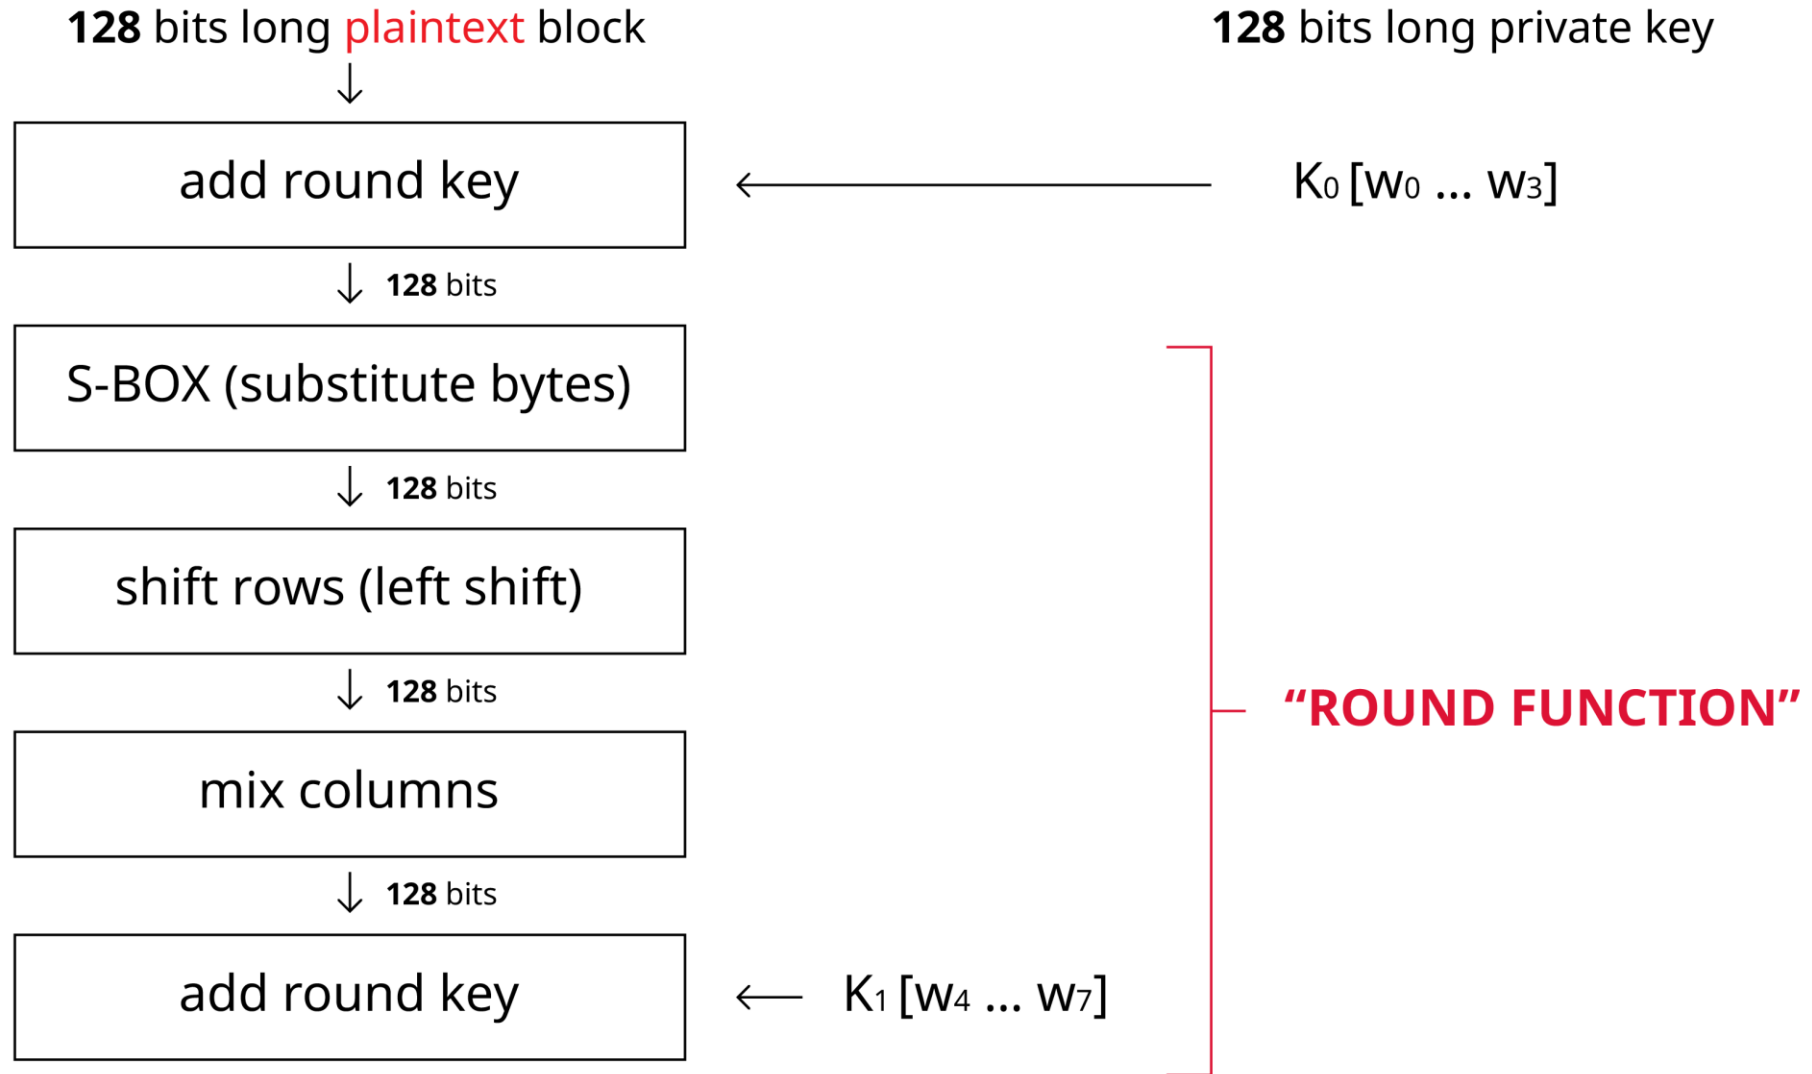 128 bits long plaintext block
128 bits long private key
add round key
K₀ [w₀ ... w₃]
128 bits
S-BOX (substitute bytes)
128 bits
shift rows (left shift)
128 bits
“ROUND FUNCTION”
mix columns
128 bits
add round key
K₁ [w₄ ... w₇]